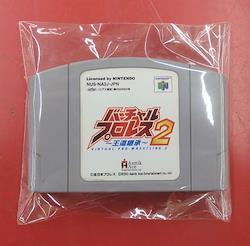 Licensed by NINTENDO
NUS-NA2J-JPN
バーチャル
プロレス2
～王道継承～
VIRTUAL PRO-WRESTLING 2
Asmik
Ace